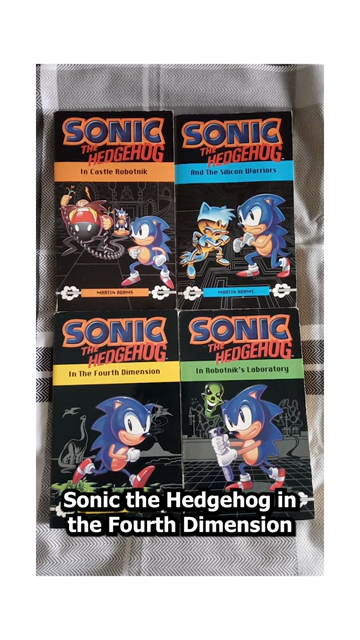 SONIC
THE
HEDGEHOG
In Castle Robotnik
MARTIN ADAMS
SONIC
THE
HEDGEHOG
And The Silicon Warriors
MARTIN ADAMS
SONIC
THE
HEDGEHOG
In The Fourth Dimension
SONIC
THE
HEDGEHOG
In Robotnik's Laboratory
Sonic the Hedgehog in
the Fourth Dimension